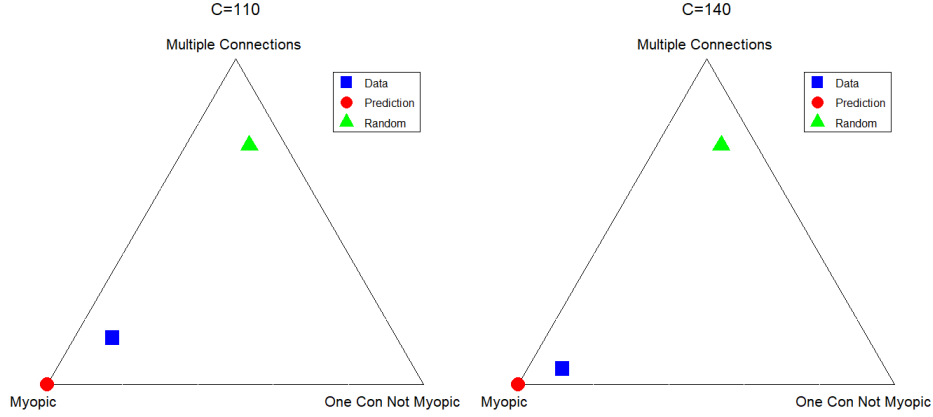 C=110
Multiple Connections
Data
Prediction
Random
Myopic
One Con Not Myopic
C=140
Multiple Connections
Data
Prediction
Random
Myopic
One Con Not Myopic